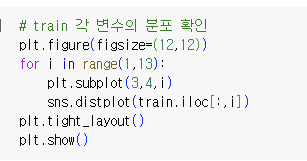 # train 각 변수의 분포 확인
plt.figure(figsize=(12,12))
for i in range(1,13):
    plt.subplot(3,4,i)
    sns.distplot(train.iloc[:,i])
plt.tight_layout()
plt.show()